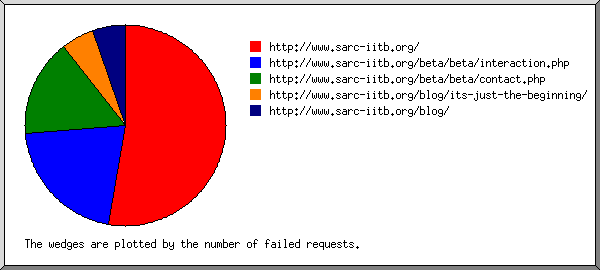 http://www.sarc-iitb.org/
http://www.sarc-iitb.org/beta/beta/interaction.php
http://www.sarc-iitb.org/beta/beta/contact.php
http://www.sarc-iitb.org/blog/its-just-the-beginning/
http://www.sarc-iitb.org/blog/
The wedges are plotted by the number of failed requests.